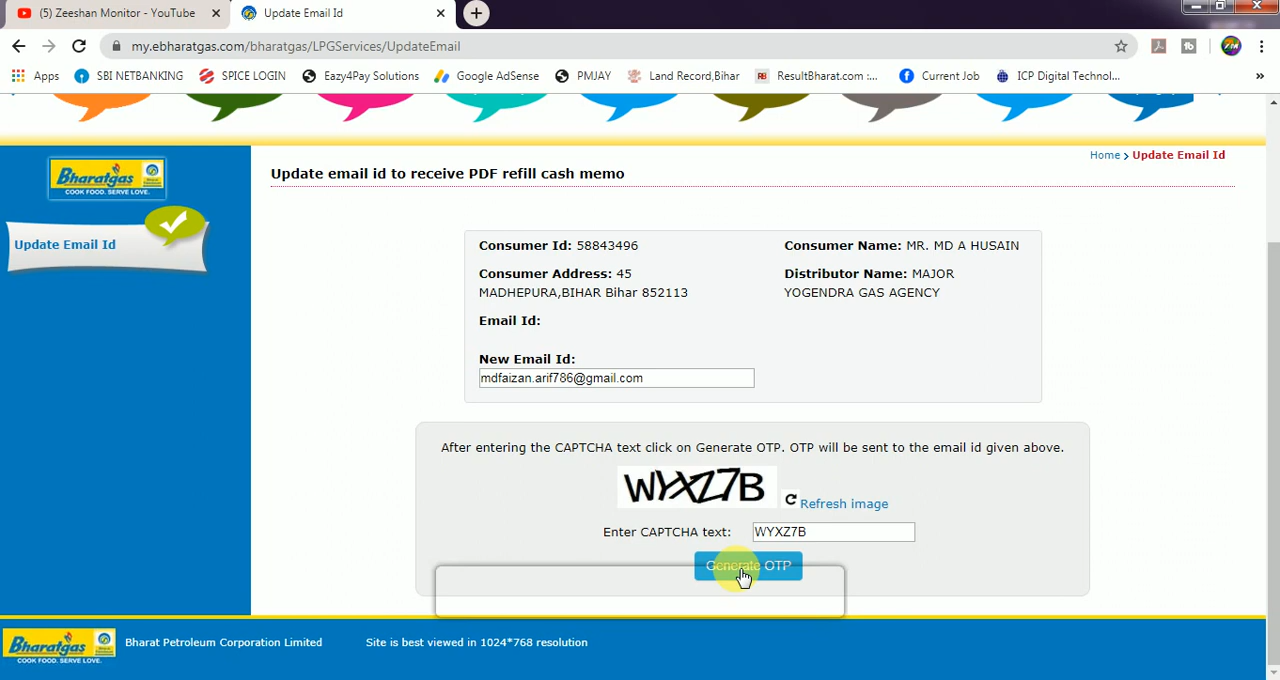 (5) Zeeshan Monitor - YouTube
Update Email Id
my.ebharatgas.com/bharatgas/LPGServices/UpdateEmail
Apps SBI NETBANKING SPICE LOGIN Eazy4Pay Solutions Google AdSense PMJAY Land Record,Bihar ResultBharat.com :... Current Job ICP Digital Technol... »
Home > Update Email Id
Bharatgas
COOK FOOD. SERVE LOVE.
Update email id to receive PDF refill cash memo
Update Email Id
Consumer Id: 58843496 Consumer Name: MR. MD A HUSAIN
Consumer Address: 45 Distributor Name: MAJOR
MADHEPURA,BIHAR Bihar 852113 YOGENDRA GAS AGENCY
Email Id:
New Email Id:
mdfaizan.arif786@gmail.com
After entering the CAPTCHA text click on Generate OTP. OTP will be sent to the email id given above.
WYXZ7B
Refresh image
Enter CAPTCHA text: WYXZ7B
Generate OTP
Bharatgas
COOK FOOD. SERVE LOVE.
Bharat Petroleum Corporation Limited Site is best viewed in 1024*768 resolution